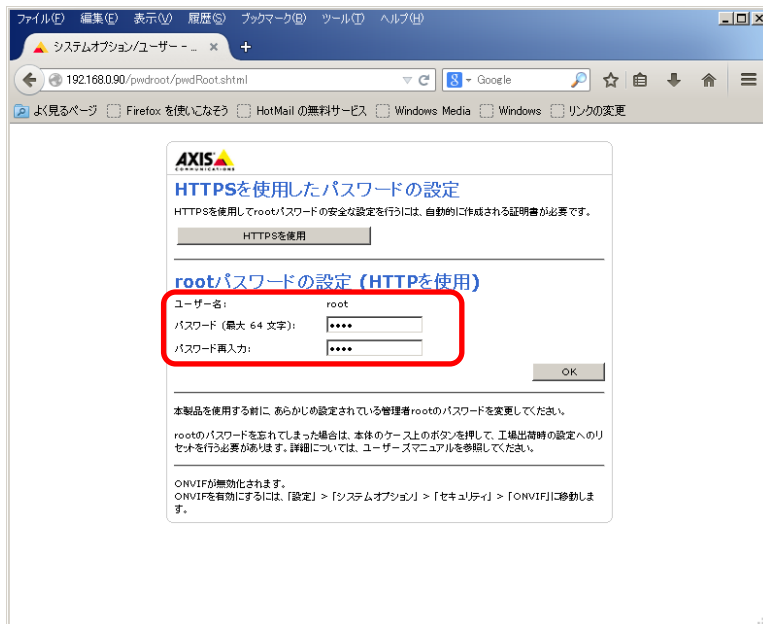 ファイル(F) 編集(E) 表示(V) 履歴(S) ブックマーク(B) ツール(T) ヘルプ(H)
システムオプション/ユーザー - - ... × +
192.168.0.90/pwdroot/pwdRoot.shtml
8 Google
よく見るページ Firefox を使いこなそう HotMail の無料サービス Windows Media Windows リンクの変更
AXIS
COMMUNICATIONS
HTTPSを使用したパスワードの設定
HTTPSを使用してrootパスワードの安全な設定を行うには、自動的に作成される証明書が必要です。
HTTPSを使用
rootパスワードの設定 (HTTPを使用)
ユーザー名: root
パスワード (最大 64 文字): ••••
パスワード再入力: ••••
OK
本製品を使用する前に、あらかじめ設定されている管理者rootのパスワードを変更してください。
rootのパスワードを忘れてしまった場合は、本体のケース上のボタンを押して、工場出荷時の設定へのリ
セットを行う必要があります。詳細については、ユーザーズマニュアルを参照してください。
ONVIFが無効化されます。
ONVIFを有効にするには、「設定」 > 「システムオプション」 > 「セキュリティ」 > 「ONVIF」に移動しま
す。